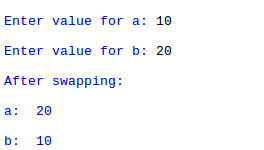 Enter value for a: 10
Enter value for b: 20
After swapping:
a:  20
b:  10